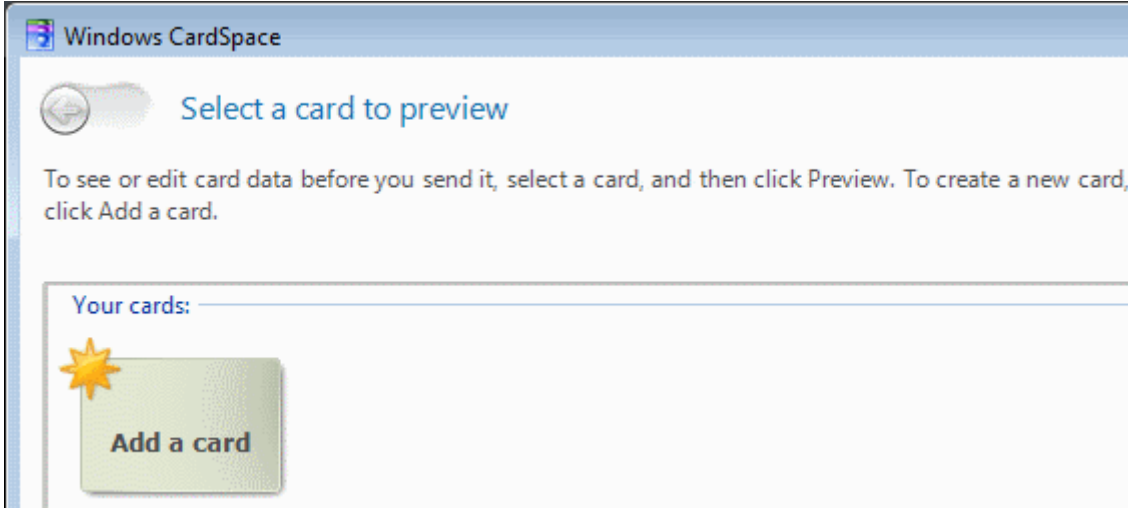 Windows CardSpace
Select a card to preview
To see or edit card data before you send it, select a card, and then click Preview. To create a new card,
click Add a card.
Your cards:
Add a card